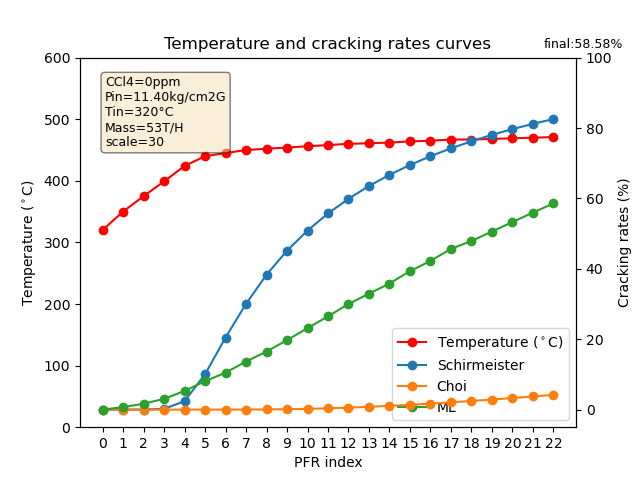 Temperature and cracking rates curves
final:58.58%
CCl4=0ppm
Pin=11.40kg/cm2G
Tin=320°C
Mass=53T/H
scale=30
Temperature (°C)
600
500
400
300
200
100
0
100
80
60
40
20
0
Cracking rates (%)
Temperature (°C)
Schirmeister
Choi
ML
0 1 2 3 4 5 6 7 8 9 10 11 12 13 14 15 16 17 18 19 20 21 22
PFR index